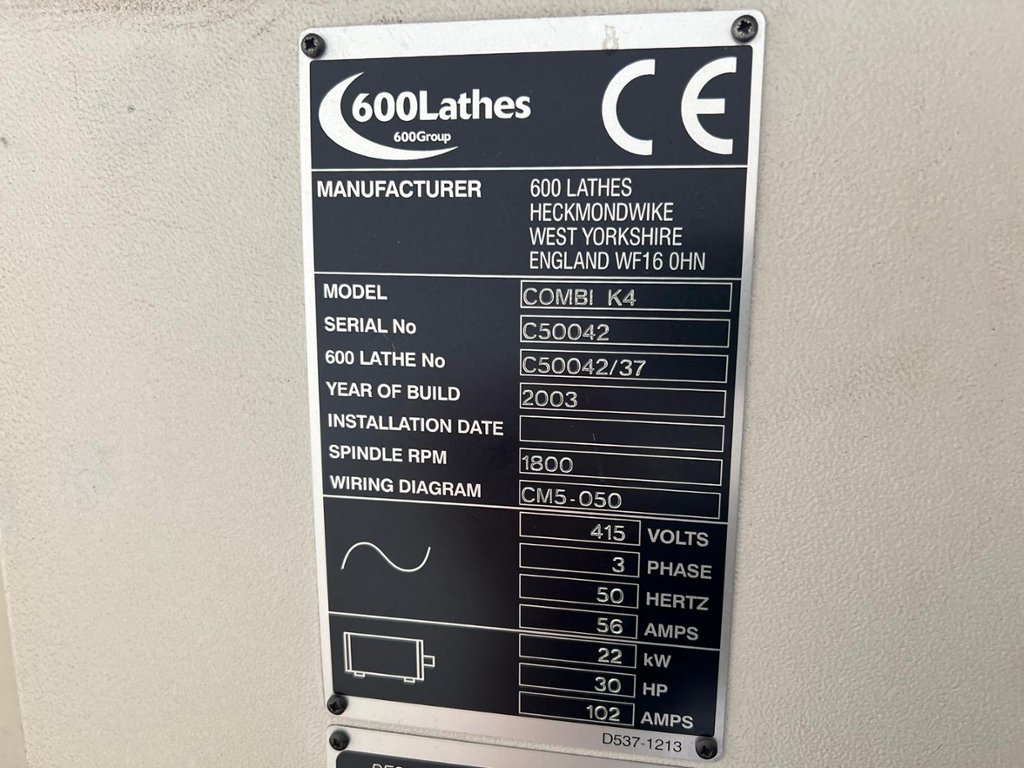 600Lathes
600Group
CE
MANUFACTURER 600 LATHES
HECKMONDWIKE
WEST YORKSHIRE
ENGLAND WF16 0HN
MODEL COMBI K4
SERIAL No C50042
600 LATHE No C50042/37
YEAR OF BUILD 2003
INSTALLATION DATE
SPINDLE RPM 1800
WIRING DIAGRAM CM5-050
415 VOLTS
3 PHASE
50 HERTZ
56 AMPS
22 kW
30 HP
102 AMPS
D537-1213